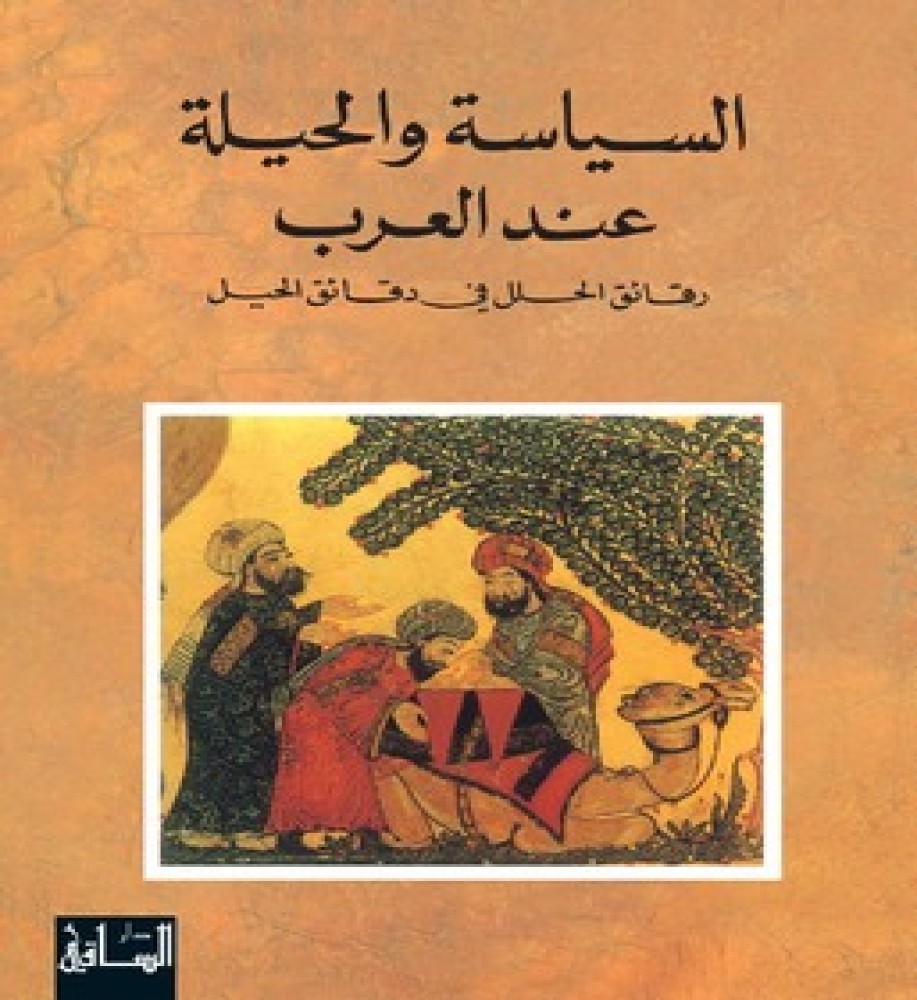 السياسة والحيلة
عند العرب
رقائق الحلل في دقائق الحيل
دار
الساقي